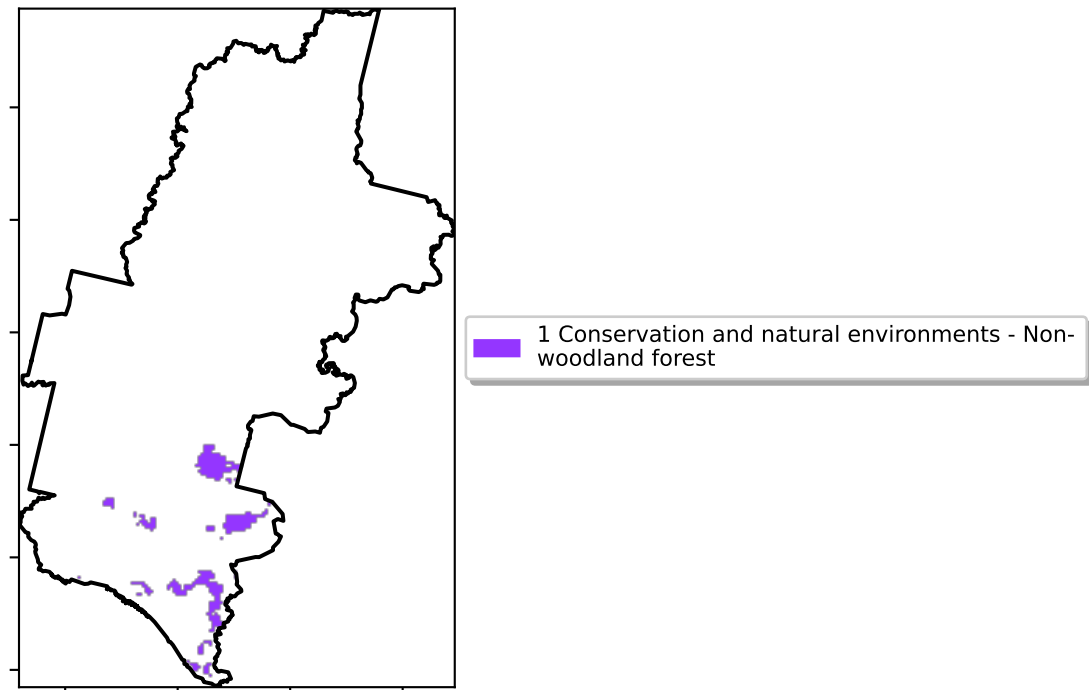 1 Conservation and natural environments - Non-
woodland forest